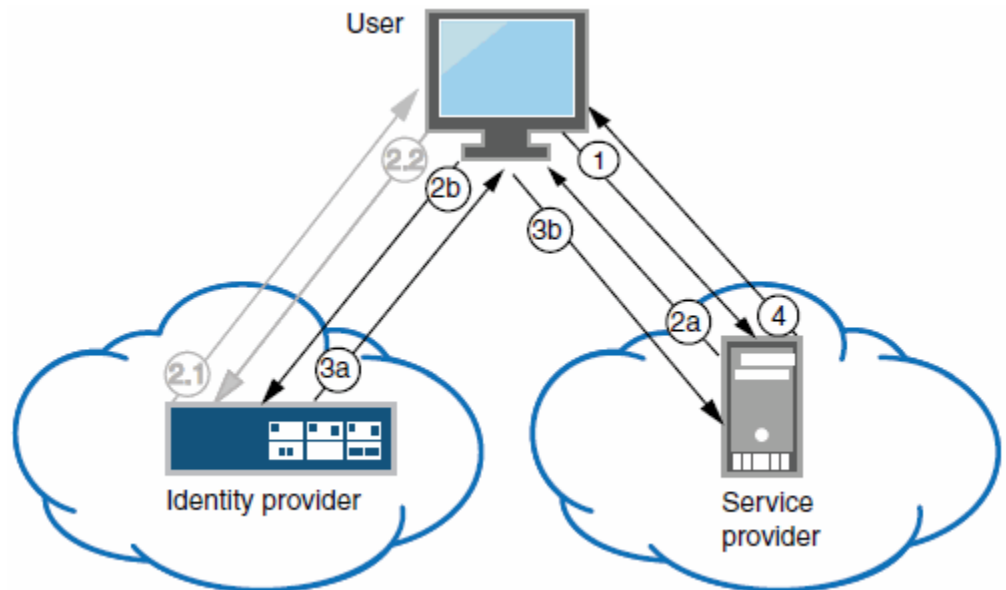 User
2.2
1
2b
3b
2a
4
2.1
3a
Identity provider
Service
provider